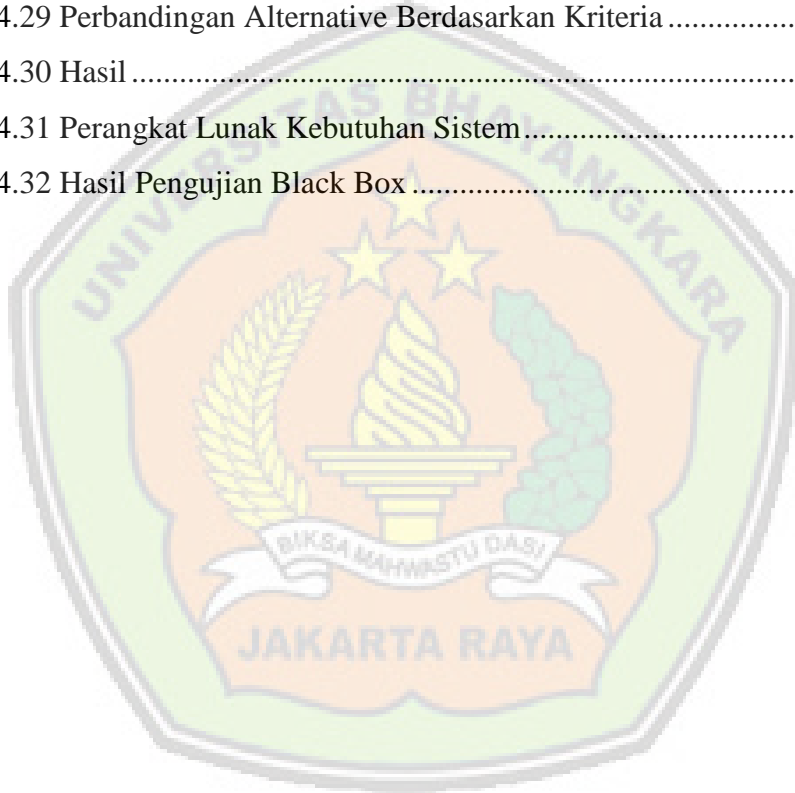 4.29 Perbandingan Alternative Berdasarkan Kriteria ................
4.30 Hasil ...................................................................................
4.31 Perangkat Lunak Kebutuhan Sistem ..................................
4.32 Hasil Pengujian Black Box ................................................
UNIVERSITAS BHAYANGKARA
BIKSA MAHWASTU DASI
JAKARTA RAYA